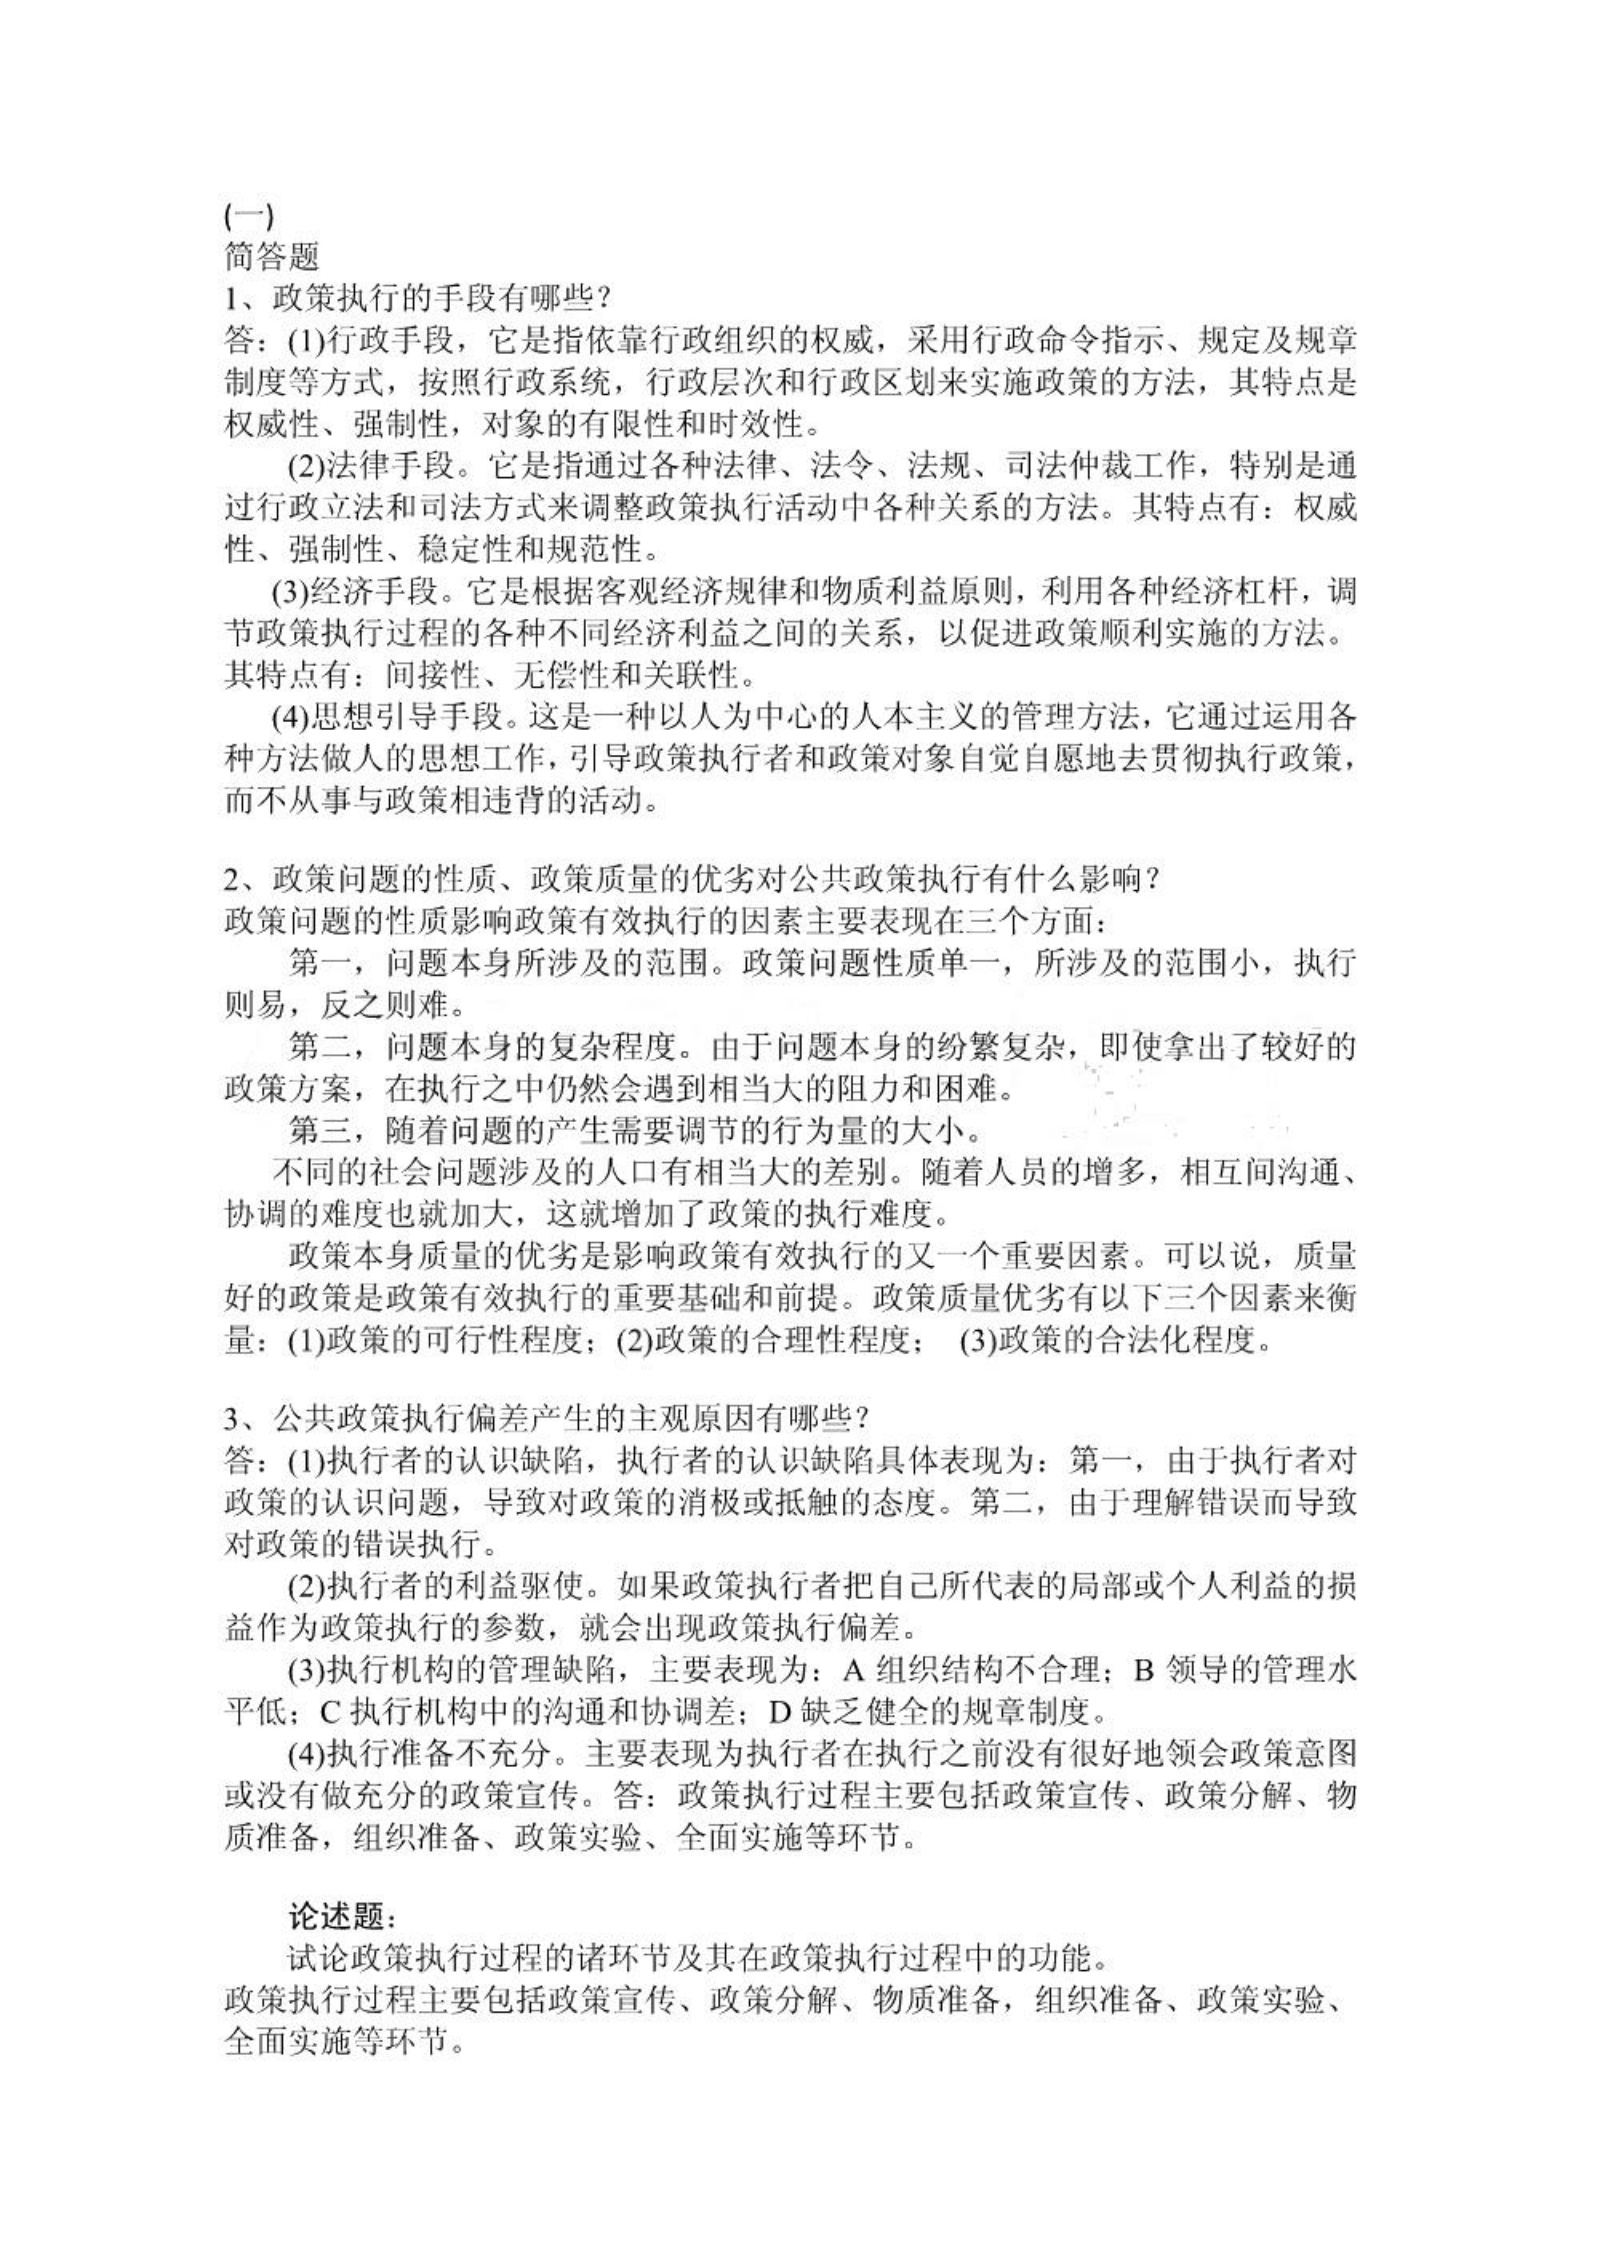 (一)
简答题
1、政策执行的手段有哪些？
答：(1)行政手段，它是指依靠行政组织的权威，采用行政命令指示、规定及规章
制度等方式，按照行政系统，行政层次和行政区划来实施政策的方法，其特点是
权威性、强制性，对象的有限性和时效性。
(2)法律手段。它是指通过各种法律、法令、法规、司法仲裁工作，特别是通
过行政立法和司法方式来调整政策执行活动中各种关系的方法。其特点有：权威
性、强制性、稳定性和规范性。
(3)经济手段。它是根据客观经济规律和物质利益原则，利用各种经济杠杆，调
节政策执行过程的各种不同经济利益之间的关系，以促进政策顺利实施的方法。
其特点有：间接性、无偿性和关联性。
(4)思想引导手段。这是一种以人为中心的人本主义的管理方法，它通过运用各
种方法做人的思想工作，引导政策执行者和政策对象自觉自愿地去贯彻执行政策，
而不从事与政策相违背的活动。
2、政策问题的性质、政策质量的优劣对公共政策执行有什么影响？
政策问题的性质影响政策有效执行的因素主要表现在三个方面：
第一，问题本身所涉及的范围。政策问题性质单一，所涉及的范围小，执行
则易，反之则难。
第二，问题本身的复杂程度。由于问题本身的纷繁复杂，即使拿出了较好的
政策方案，在执行之中仍然会遇到相当大的阻力和困难。
第三，随着问题的产生需要调节的行为量的大小。
不同的社会问题涉及的人口有相当大的差别。随着人员的增多，相互间沟通、
协调的难度也就加大，这就增加了政策的执行难度。
政策本身质量的优劣是影响政策有效执行的又一个重要因素。可以说，质量
好的政策是政策有效执行的重要基础和前提。政策质量优劣有以下三个因素来衡
量：(1)政策的可行性程度；(2)政策的合理性程度； (3)政策的合法化程度。
3、公共政策执行偏差产生的主观原因有哪些？
答：(1)执行者的认识缺陷，执行者的认识缺陷具体表现为：第一，由于执行者对
政策的认识问题，导致对政策的消极或抵触的态度。第二，由于理解错误而导致
对政策的错误执行。
(2)执行者的利益驱使。如果政策执行者把自己所代表的局部或个人利益的损
益作为政策执行的参数，就会出现政策执行偏差。
(3)执行机构的管理缺陷，主要表现为：A 组织结构不合理；B 领导的管理水
平低；C 执行机构中的沟通和协调差；D 缺乏健全的规章制度。
(4)执行准备不充分。主要表现为执行者在执行之前没有很好地领会政策意图
或没有做充分的政策宣传。答：政策执行过程主要包括政策宣传、政策分解、物
质准备，组织准备、政策实验、全面实施等环节。
论述题：
试论政策执行过程的诸环节及其在政策执行过程中的功能。
政策执行过程主要包括政策宣传、政策分解、物质准备，组织准备、政策实验、
全面实施等环节。